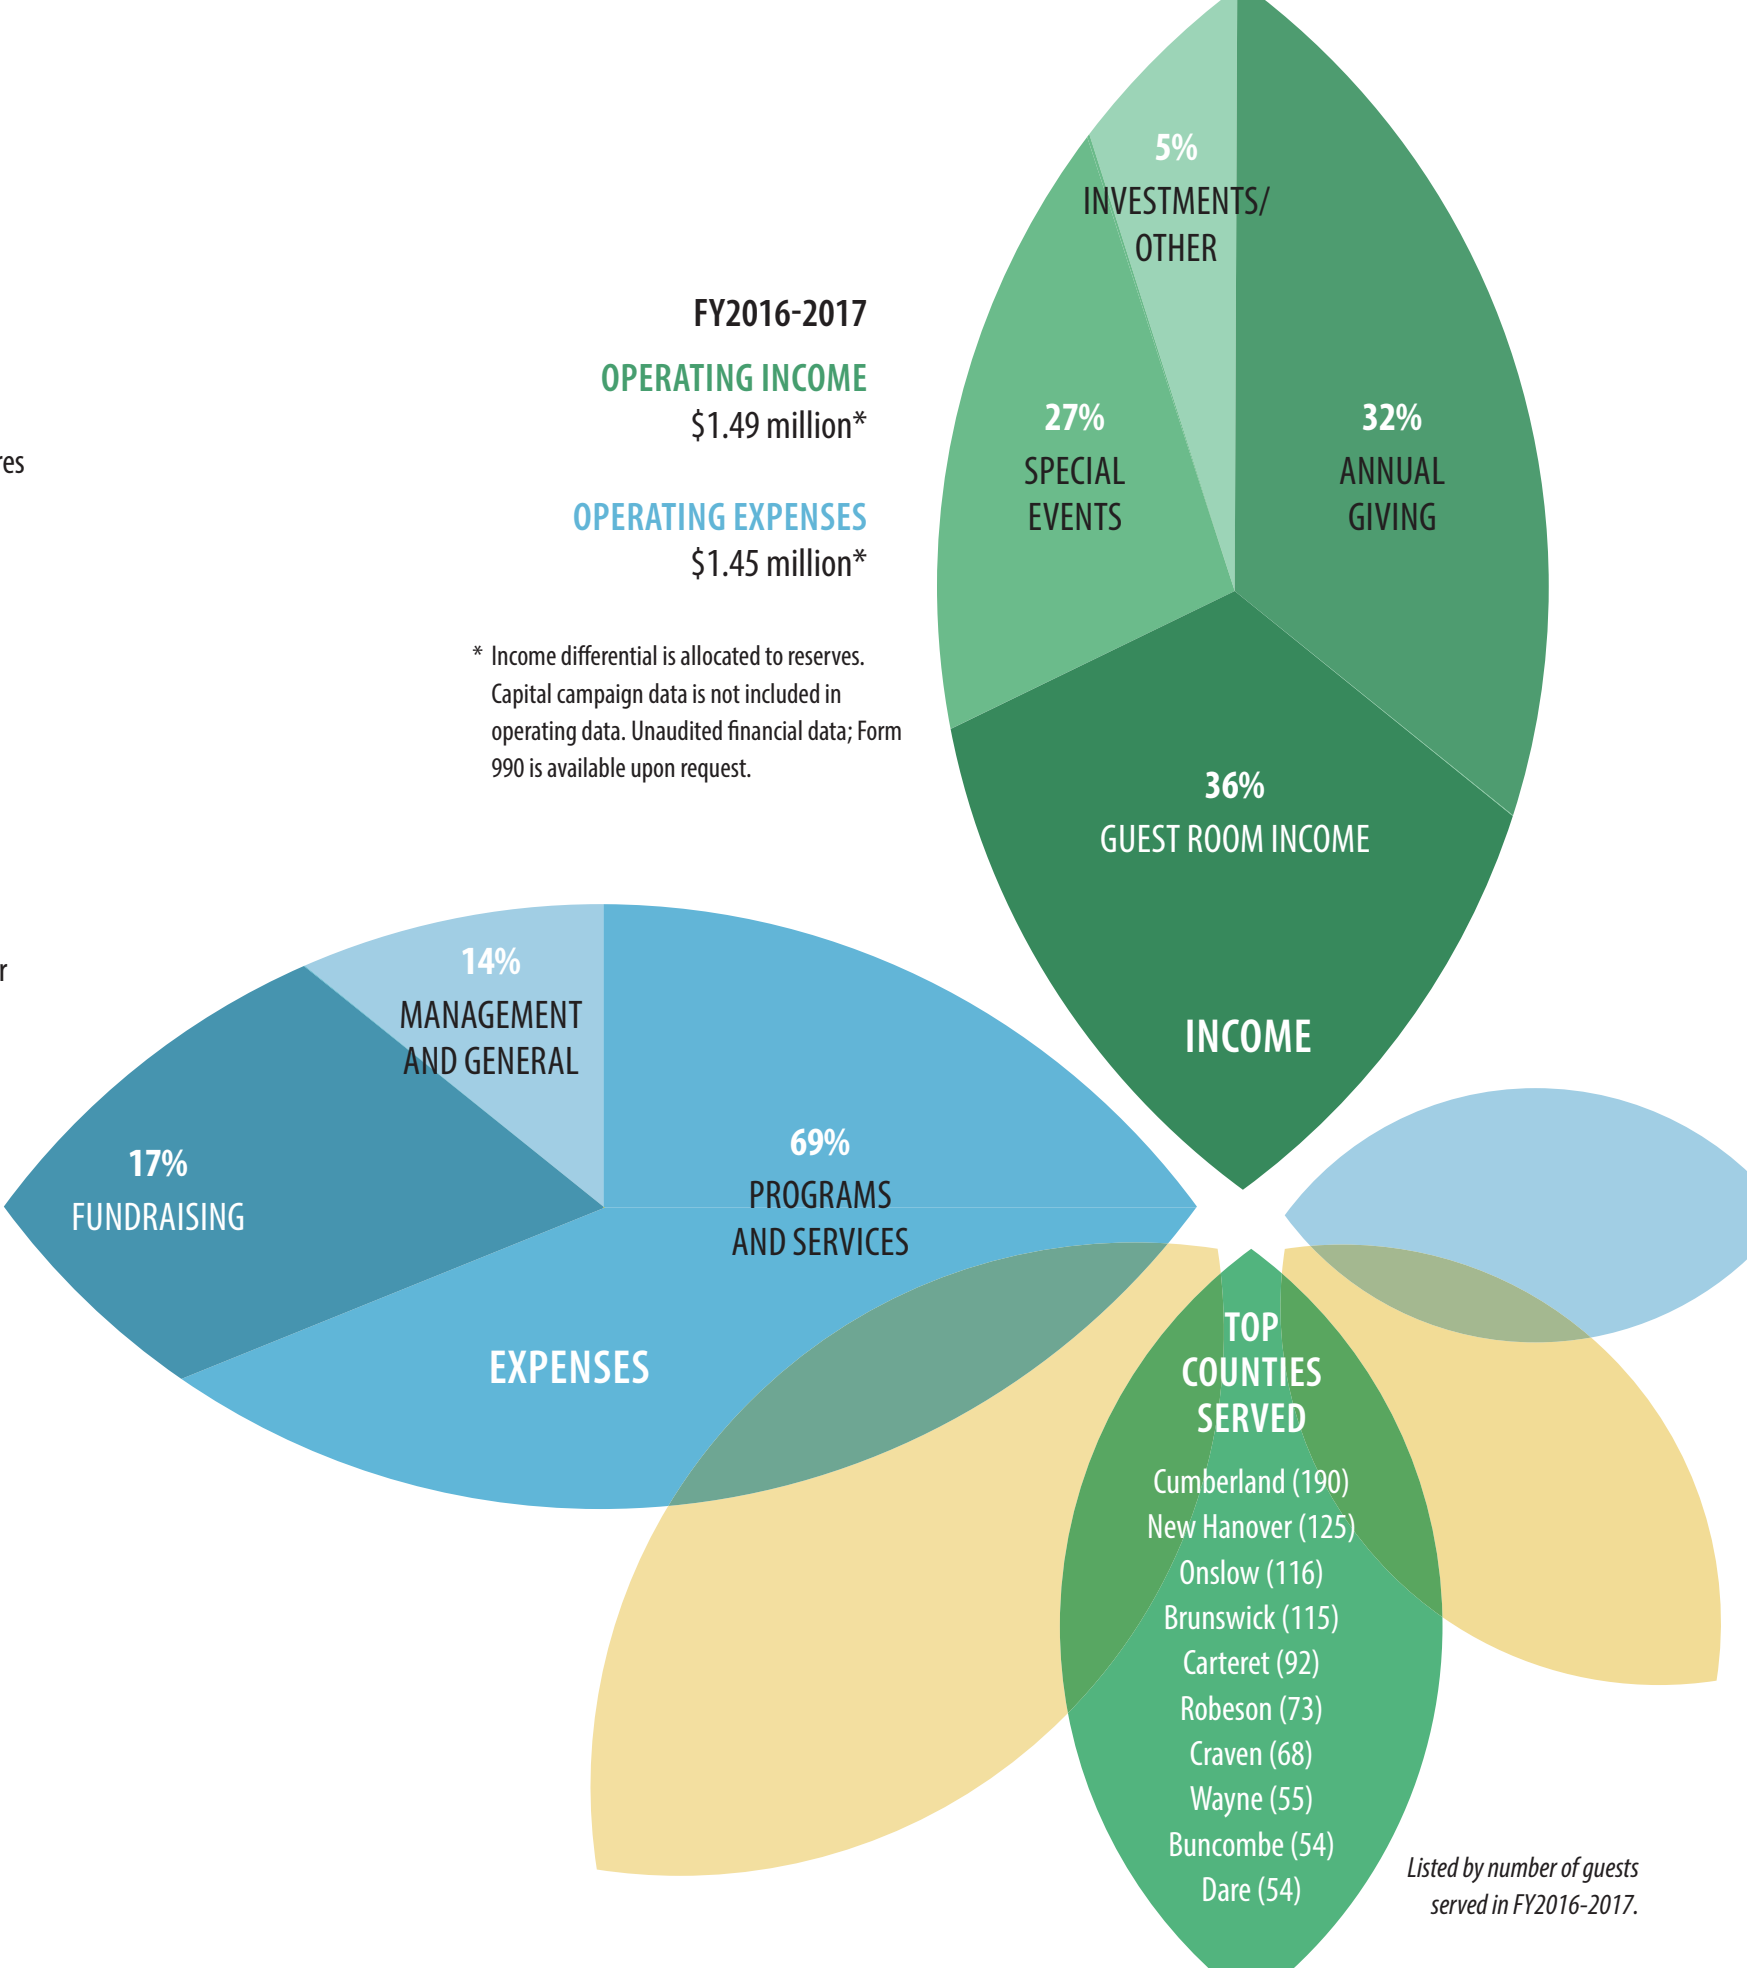 res
r
FY2016-2017
OPERATING INCOME
$1.49 million*
OPERATING EXPENSES
$1.45 million*
* Income differential is allocated to reserves.
Capital campaign data is not included in
operating data. Unaudited financial data; Form
990 is available upon request.
5%
INVESTMENTS/
OTHER
27%
SPECIAL
EVENTS
32%
ANNUAL
GIVING
36%
GUEST ROOM INCOME
INCOME
14%
MANAGEMENT
AND GENERAL
17%
FUNDRAISING
69%
PROGRAMS
AND SERVICES
EXPENSES
TOP
COUNTIES
SERVED
Cumberland (190)
New Hanover (125)
Onslow (116)
Brunswick (115)
Carteret (92)
Robeson (73)
Craven (68)
Wayne (55)
Buncombe (54)
Dare (54)
Listed by number of guests
served in FY2016-2017.